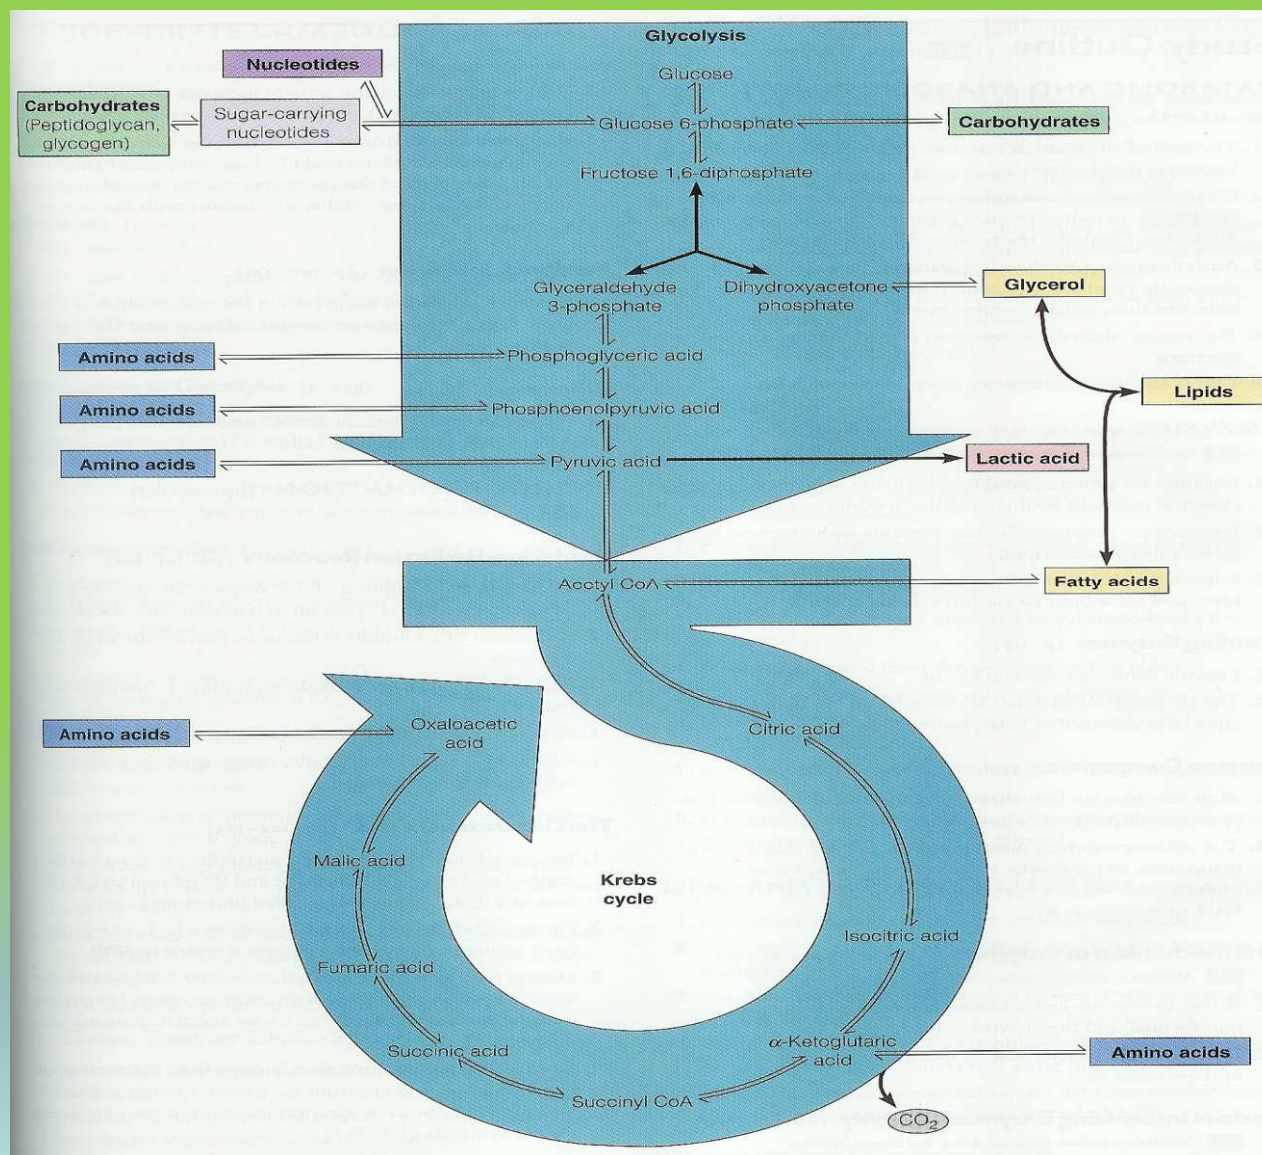 Glycolysis
Nucleotides
Glucose
Carbohydrates
(Peptidoglycan,
glycogen)
Sugar-carrying
nucleotides
Glucose 6-phosphate
Carbohydrates
Fructose 1,6-diphosphate
Glyceraldehyde
3-phosphate
Dihydroxyacetone
phosphate
Glycerol
Amino acids
Phosphoglyceric acid
Lipids
Amino acids
Phosphoenolpyruvic acid
Amino acids
Pyruvic acid
Lactic acid
Acetyl CoA
Fatty acids
Amino acids
Oxaloacetic
acid
Citric acid
Malic acid
Krebs
cycle
Isocitric acid
Fumaric acid
Succinic acid
α-Ketoglutaric
acid
Amino acids
Succinyl CoA
CO2